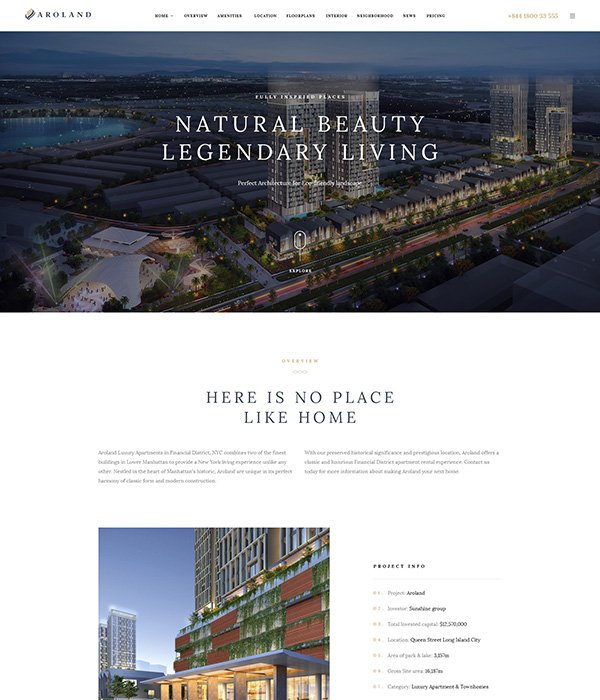 AROLAND
HOME OVERVIEW AMENITIES LOCATION FLOORPLANS INTERIOR NEIGHBORHOOD NEWS PRICING
+844 1800 33 555
FULLY INSPRIED PLACES
NATURAL BEAUTY
LEGENDARY LIVING
Perfect Architecture for Eco-friendly landscape
EXPLORE
OVERVIEW
HERE IS NO PLACE
LIKE HOME
Aroland Luxury Apartments in Financial District, NYC combines two of the finest
buildings in Lower Manhattan to provide a New York living experience unlike any
other. Nestled in the heart of Manhattan's historic, Aroland are unique in its perfect
harmony of classic form and modern construction.
With our preserved historical significance and prestigious location, Aroland offers a
classic and luxurious Financial District apartment rental experience. Contact us
today for more information about making Aroland your next home.
PROJECT INFO
01. Project: Aroland
02. Investor: Sunshine group
03. Total Invested capital: $12,570,000
04. Location: Queen Street Long Island City
05. Area of park & lake: 3,157m
06. Gross Site area: 16,187m
07. Category: Luxury Apartment & Townhomes